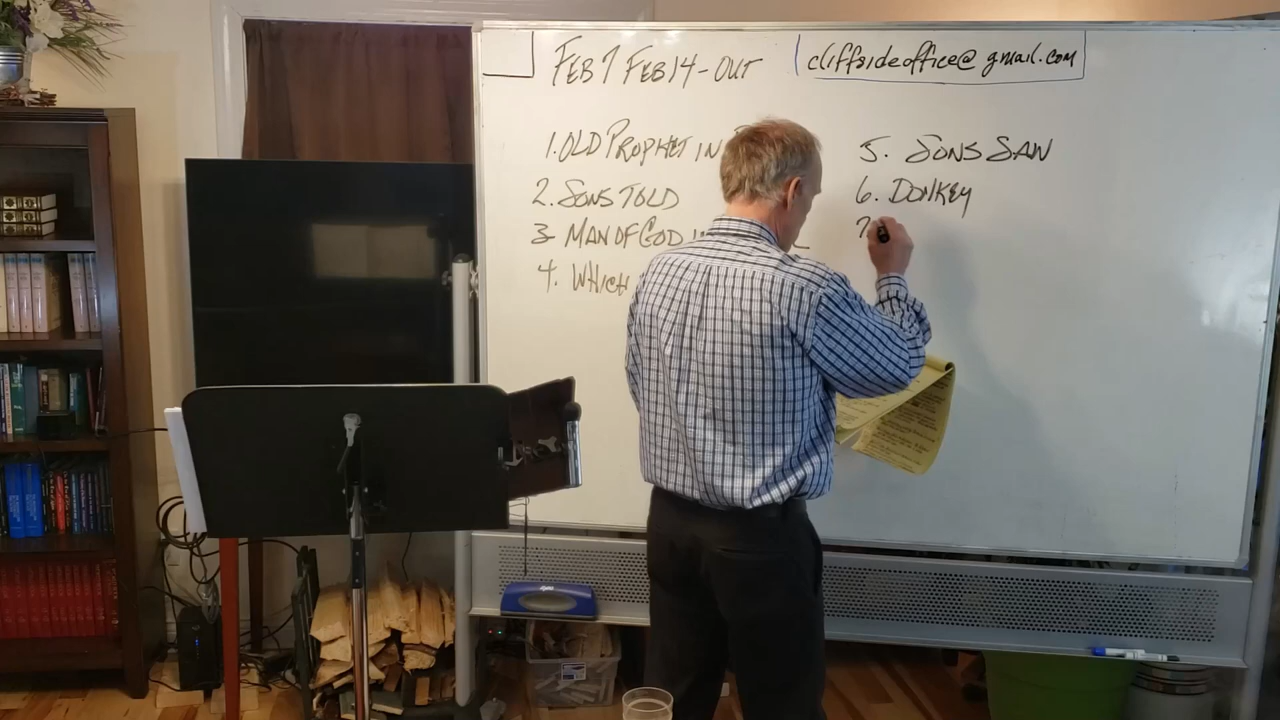 FEB 7 FEB 14 - OUT
cliffsideoffice@gmail.com
1. OLD PROPHET IN
2. SONS TOLD
3 MAN OF GOD
4. WHICH
5. SONS SAW
6. DONKEY
7